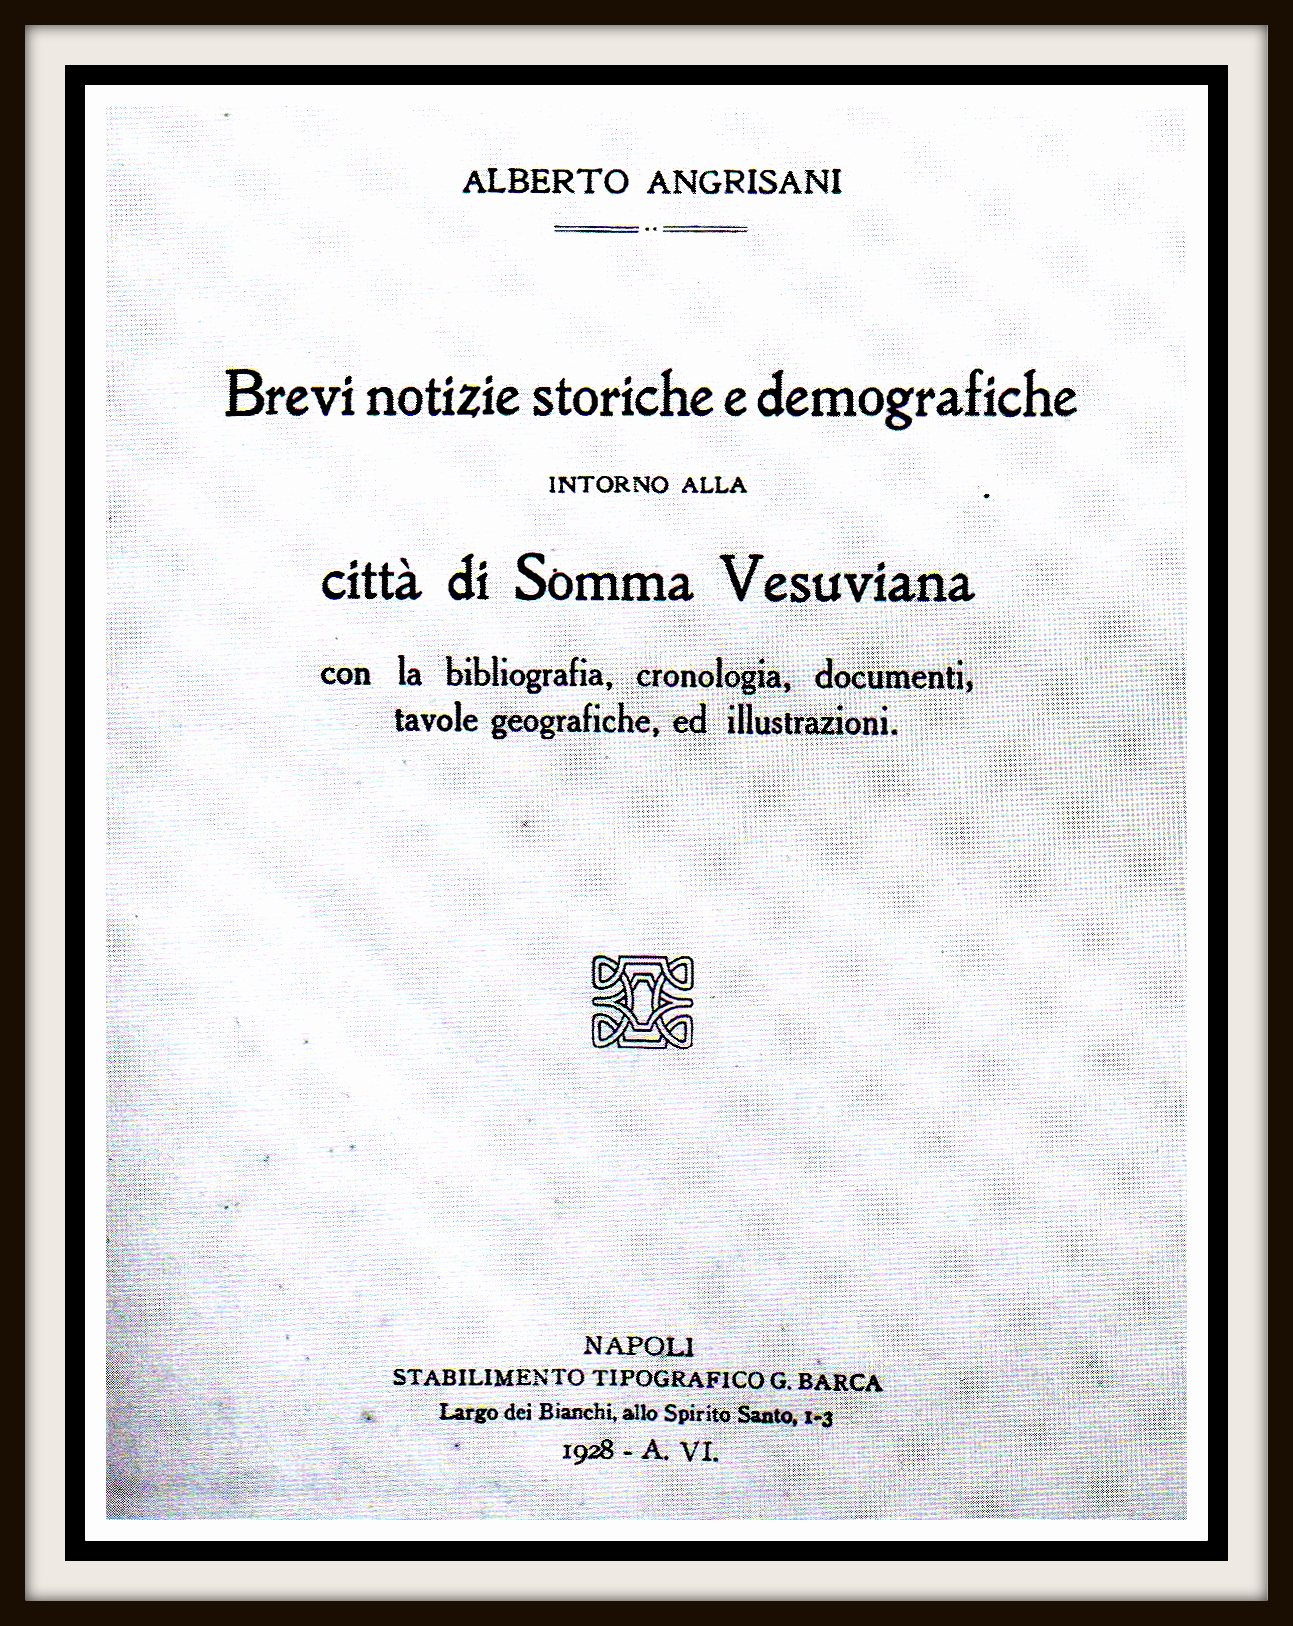 ALBERTO ANGRISANI
Brevi notizie storiche e demografiche
INTORNO ALLA
città di Somma Vesuviana
con la bibliografia, cronologia, documenti,
tavole geografiche, ed illustrazioni.
NAPOLI
STABILIMENTO TIPOGRAFICO G. BARCA
Largo dei Bianchi, allo Spirito Santo, 1-3
1928 - A. VI.